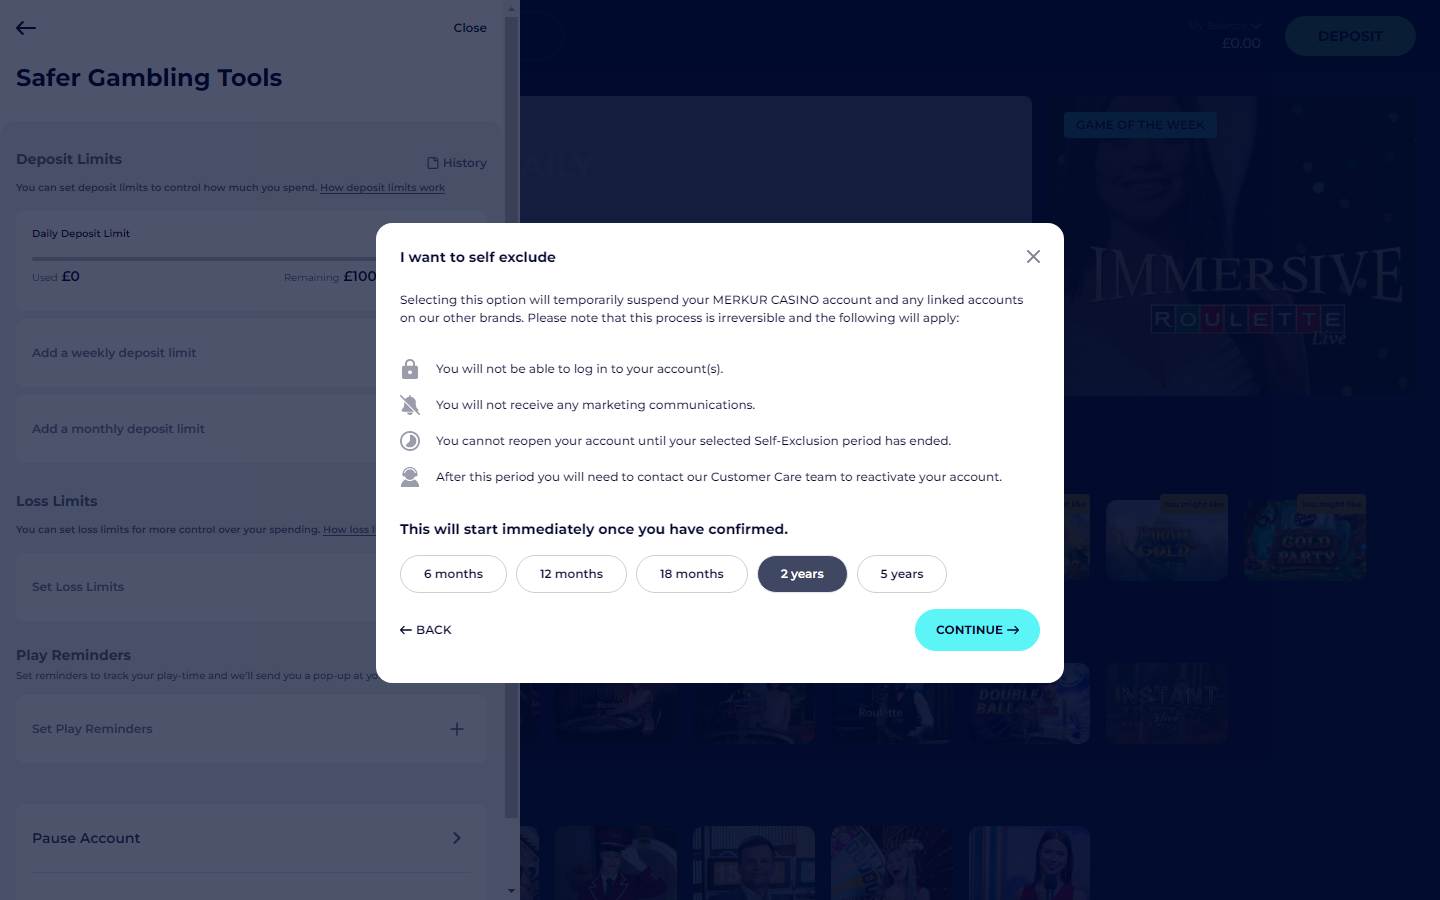 Close
Safer Gambling Tools
Deposit Limits
History
You can set deposit limits to control how much you spend. How deposit limits work
Daily Deposit Limit
Used £0
Remaining £100
Add a weekly deposit limit
Add a monthly deposit limit
Loss Limits
You can set loss limits for more control over your spending. How loss
Set Loss Limits
Play Reminders
Set reminders to track your play-time and we'll send you a pop-up at
Set Play Reminders
Pause Account
My Balance
£0.00
DEPOSIT
GAME OF THE WEEK
IMMERSIVE
ROULETTE
Live
I want to self exclude
Selecting this option will temporarily suspend your MERKUR CASINO account and any linked accounts
on our other brands. Please note that this process is irreversible and the following will apply:
You will not be able to log in to your account(s).
You will not receive any marketing communications.
You cannot reopen your account until your selected Self-Exclusion period has ended.
After this period you will need to contact our Customer Care team to reactivate your account.
This will start immediately once you have confirmed.
6 months
12 months
18 months
2 years
5 years
BACK
CONTINUE
You might like
You might like
GOLD
GOLD
PARTY
Roulette
DOUBLE
BALL
INSTANT